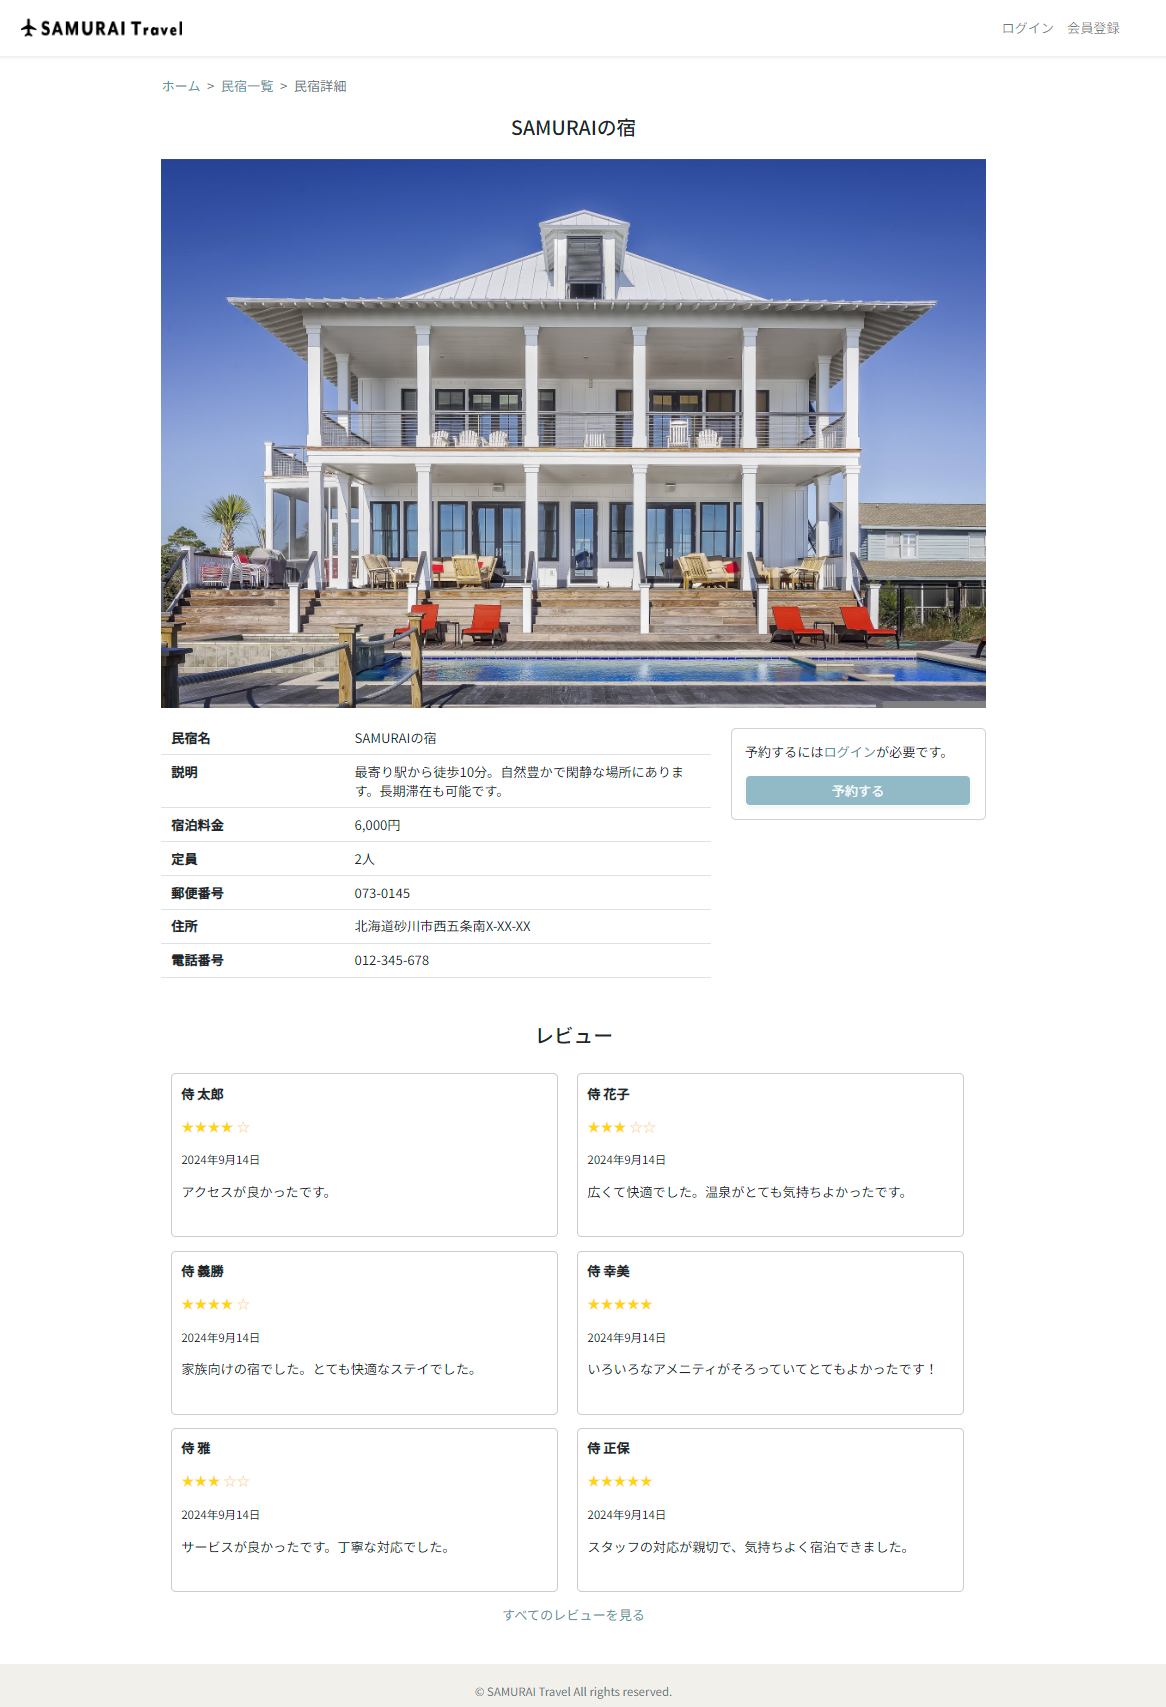 SAMURAI Travel
ログイン 会員登録
ホーム > 民宿一覧 > 民宿詳細
SAMURAIの宿
民宿名 SAMURAIの宿
説明 最寄り駅から徒歩10分。自然豊かで閑静な場所にありま
す。長期滞在も可能です。
宿泊料金 6,000円
定員 2人
郵便番号 073-0145
住所 北海道砂川市西五条南X-XX-XX
電話番号 012-345-678
予約するにはログインが必要です。
予約する
レビュー
侍 太郎
★★★★ ☆
2024年9月14日
アクセスが良かったです。
侍 花子
★★★ ☆☆
2024年9月14日
広くて快適でした。温泉がとても気持ちよかったです。
侍 義勝
★★★★ ☆
2024年9月14日
家族向けの宿でした。とても快適なステイでした。
侍 幸美
★★★★★
2024年9月14日
いろいろなアメニティがそろっていてとてもよかったです！
侍 雅
★★★ ☆☆
2024年9月14日
サービスが良かったです。丁寧な対応でした。
侍 正保
★★★★★
2024年9月14日
スタッフの対応が親切で、気持ちよく宿泊できました。
すべてのレビューを見る
© SAMURAI Travel All rights reserved.